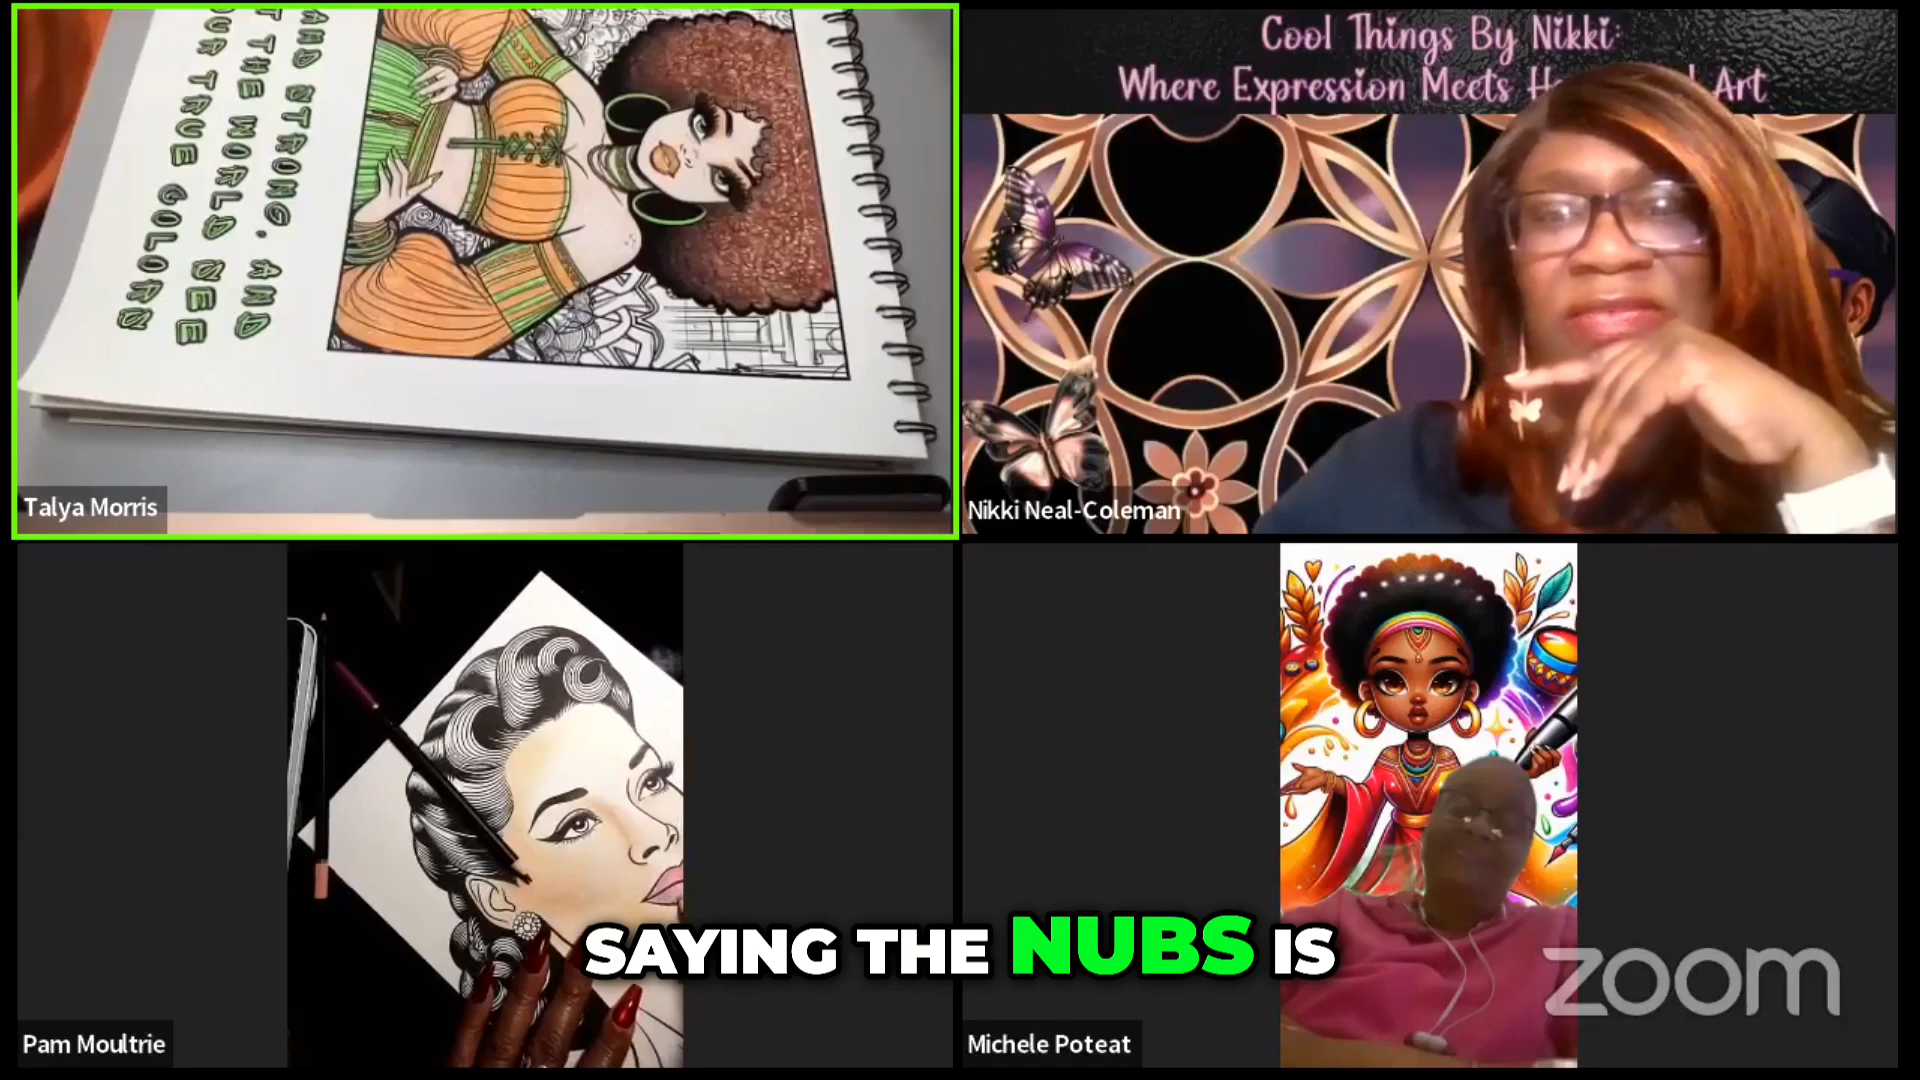 AND STRONG. AND
THE WORLD SEE
OUR TRUE COLORS
Talya Morris
Cool Things By Nikki:
Where Expression Meets Art
Nikki Neal-Coleman
SAYING THE NUBS IS
zoom
Pam Moultrie
Michele Poteat